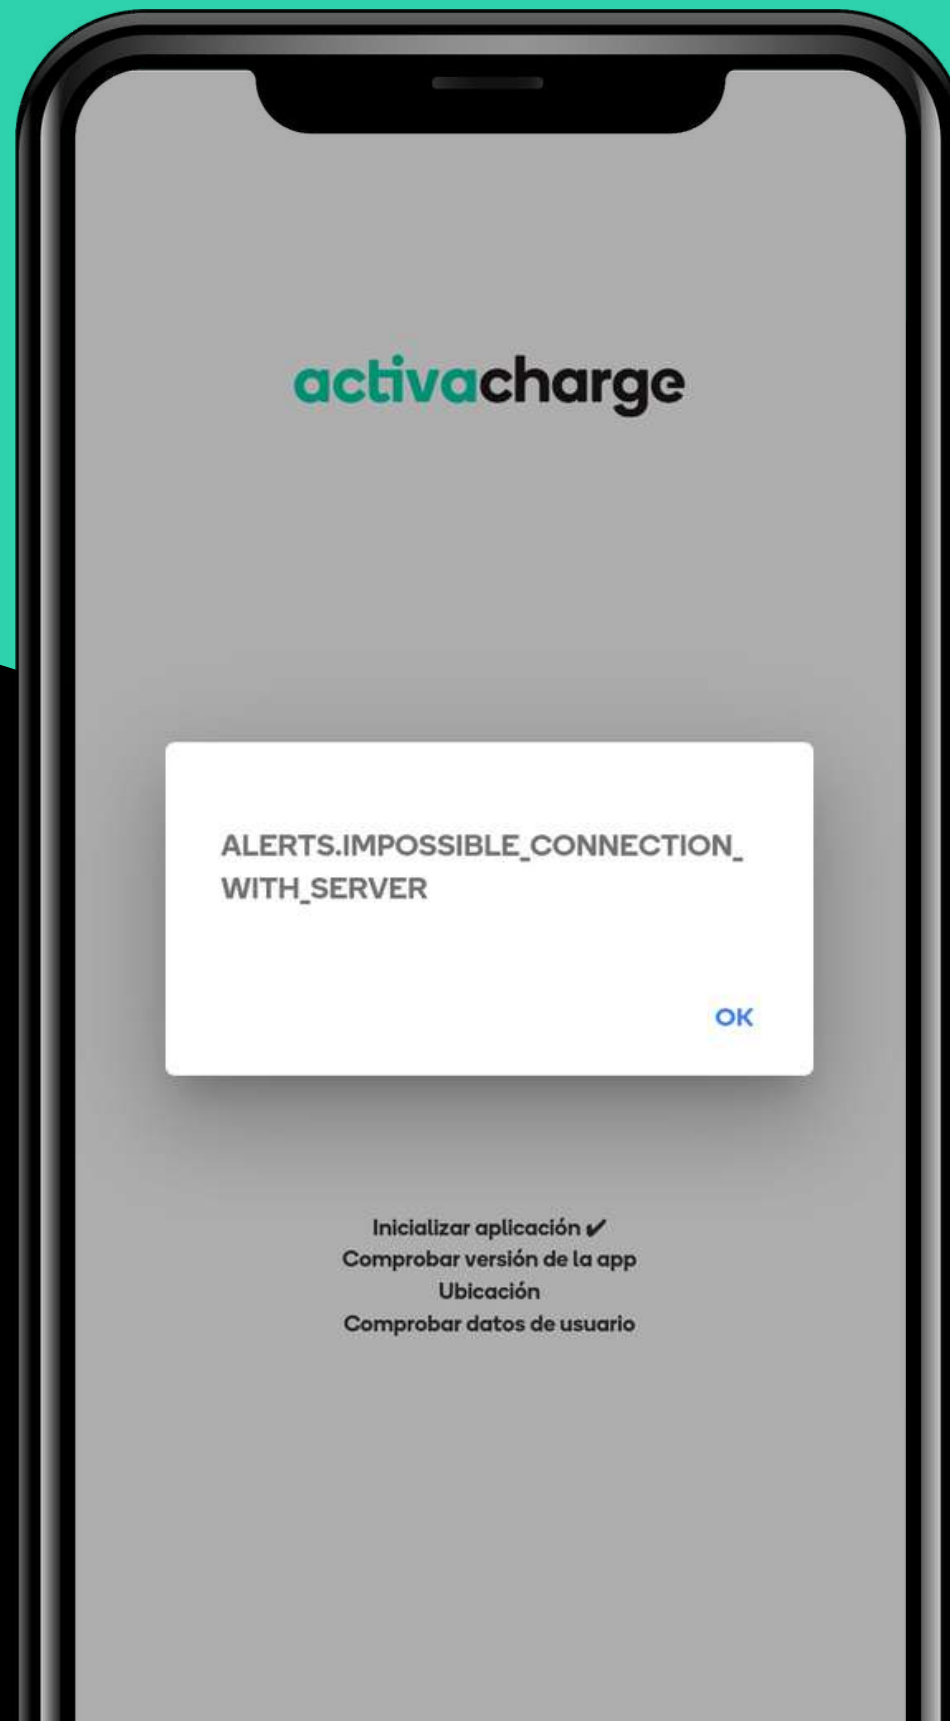 activacharge
ALERTS.IMPOSSIBLE_CONNECTION_
WITH_SERVER
OK
Inicializar aplicación ✔
Comprobar versión de la app
Ubicación
Comprobar datos de usuario